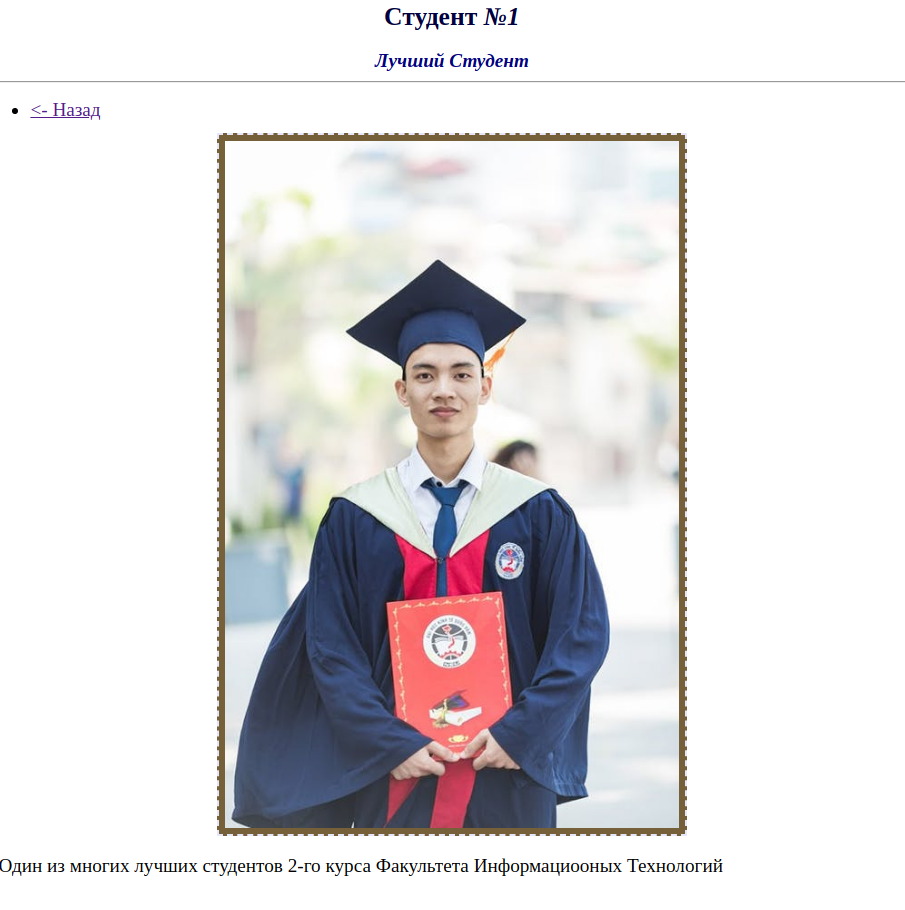 Студент №1
Лучший Студент
<- Назад
Один из многих лучших студентов 2-го курса Факультета Информациооных Технологий